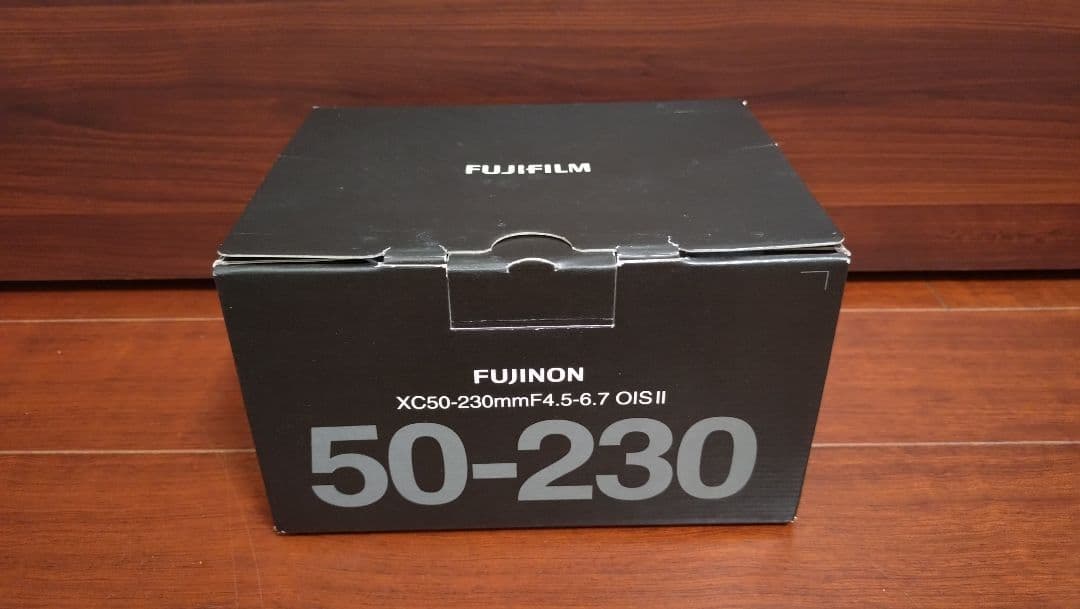 FUJIFILM
FUJINON
XC50-230mmF4.5-6.7 OIS II
50-230